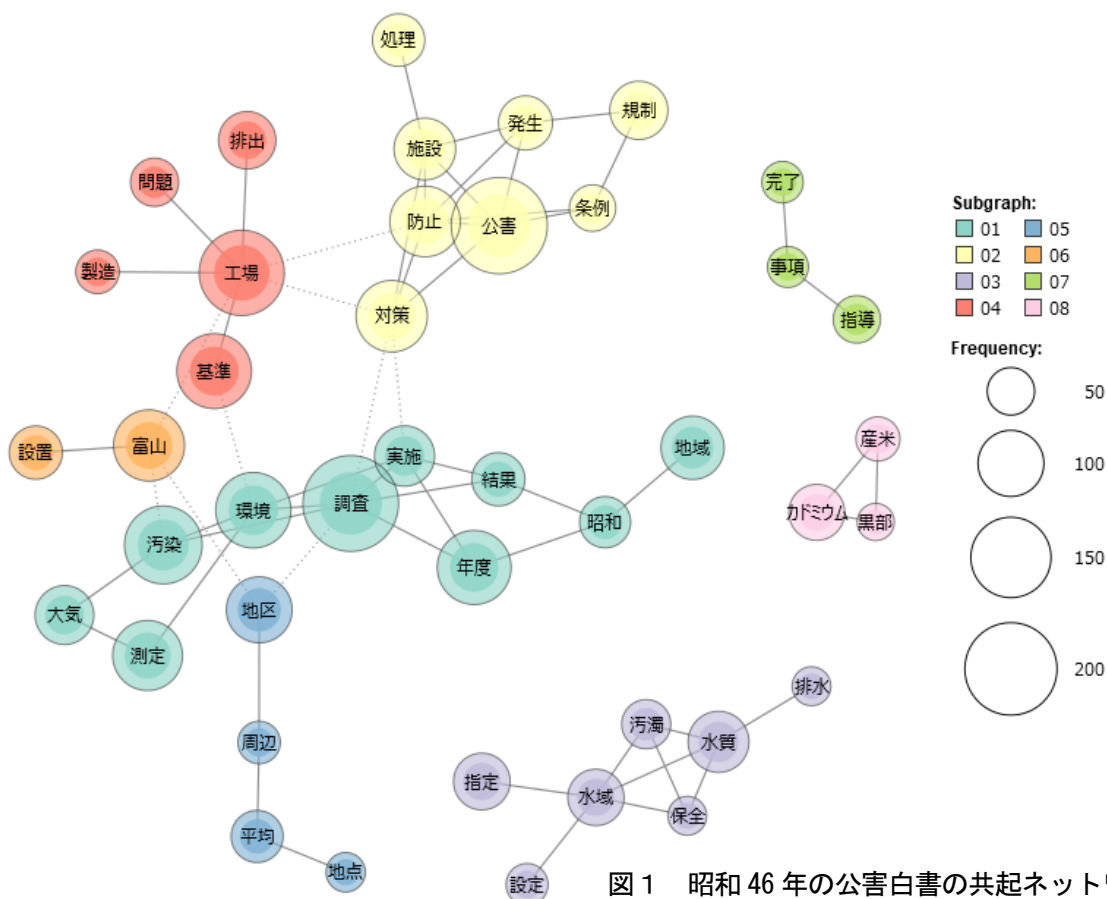 処理
規制
発生
排出
施設
問題
完了
条例
防止
公害
製造
工場
事項
対策
指導
基準
設置
富山
実施
地域
産米
結果
環境
調査
カドミウム
黒部
昭和
汚染
年度
大気
地区
測定
排水
汚濁
周辺
水質
指定
水域
保全
平均
地点
設定
Subgraph:
01 05
02 06
03 07
04 08
Frequency:
50
100
150
200
図1 昭和46年の公害白書の共起ネット